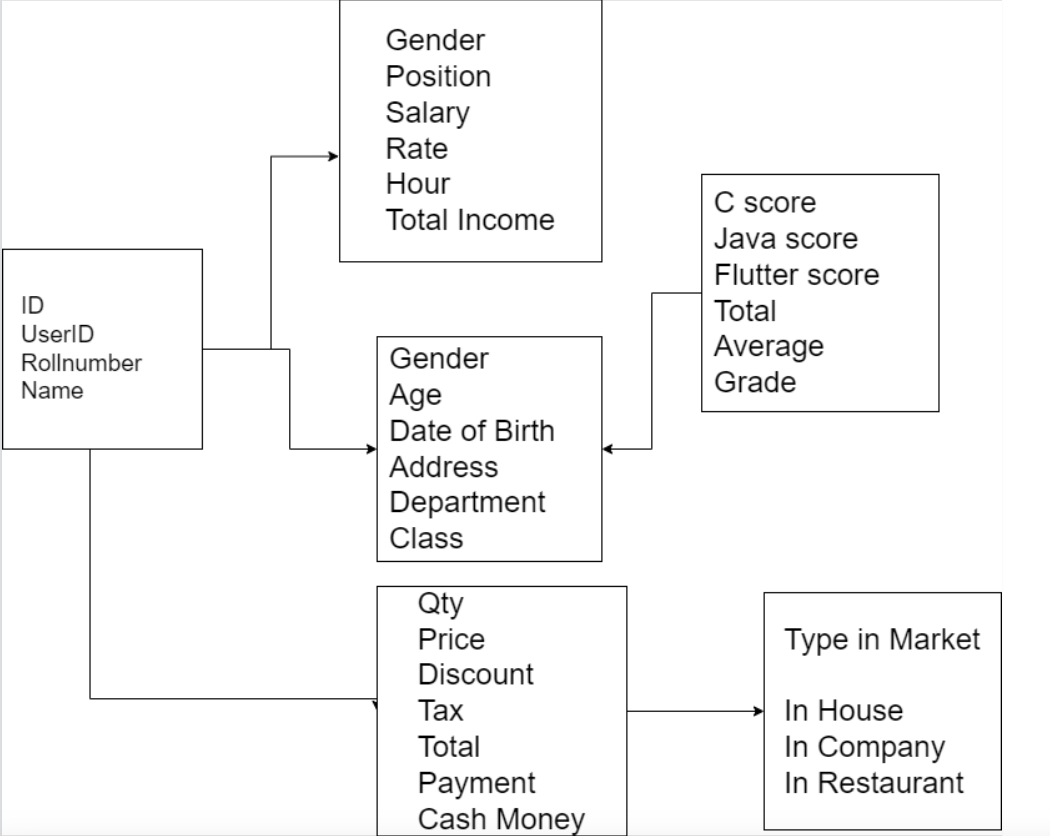 Gender
Position
Salary
Rate
Hour
Total Income
C score
Java score
Flutter score
Total
Average
Grade
ID
UserID
Rollnumber
Name
Gender
Age
Date of Birth
Address
Department
Class
Qty
Price
Discount
Tax
Total
Payment
Cash Money
Type in Market
In House
In Company
In Restaurant